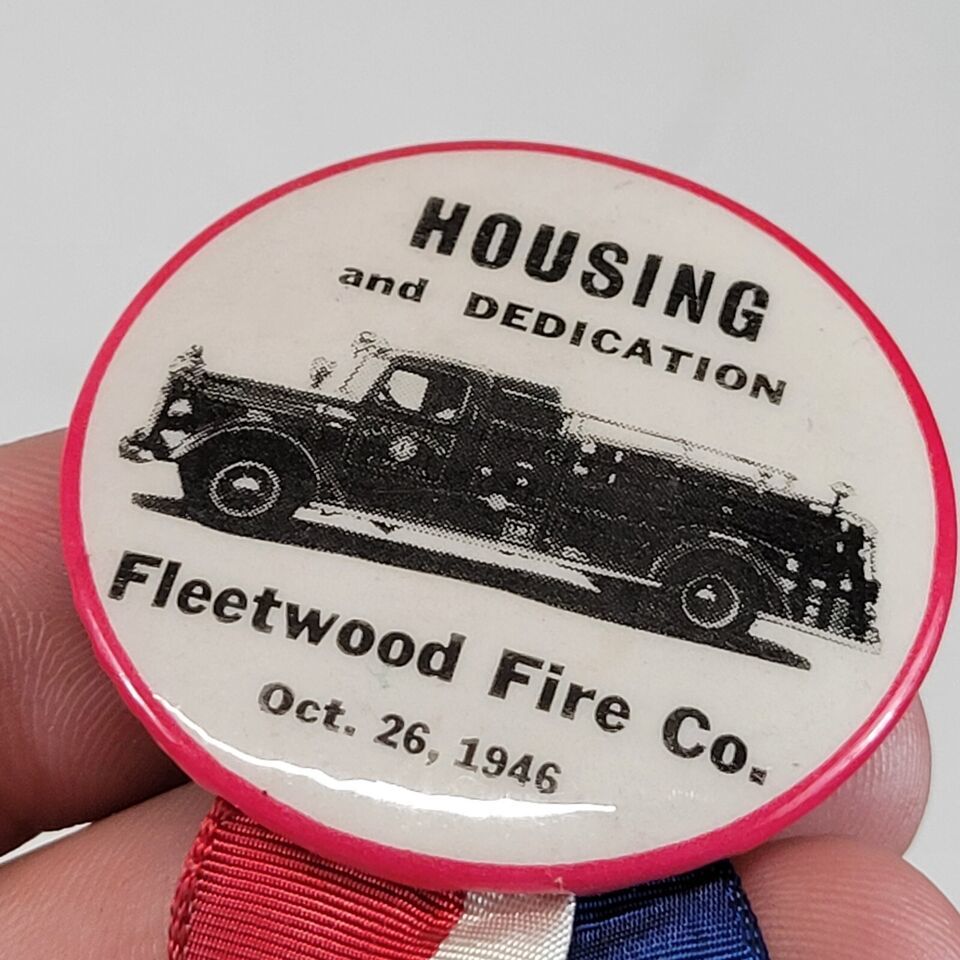 HOUSING
and DEDICATION
Fleetwood Fire Co.
Oct. 26, 1946